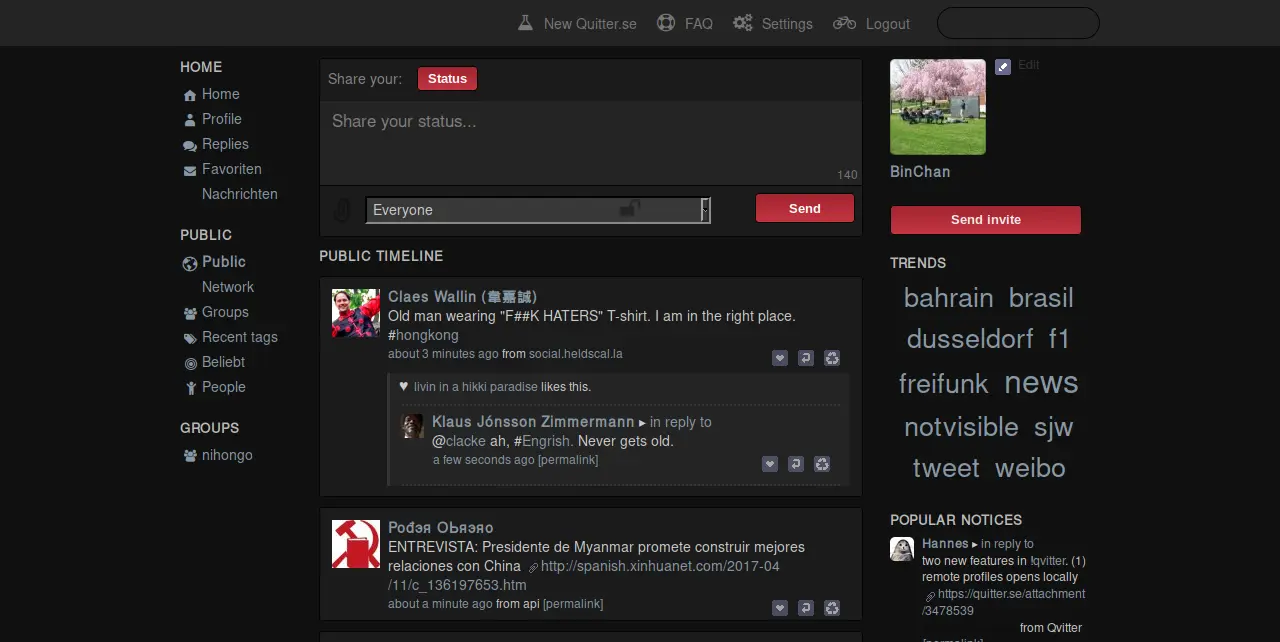 New Quitter.se FAQ Settings Logout
HOME
Home
Profile
Replies
Favoriten
Nachrichten
PUBLIC
Public
Network
Groups
Recent tags
Beliebt
People
GROUPS
nihongo
Share your: Status
Share your status...
140
Everyone
Send
PUBLIC TIMELINE
Claes Wallin (韋嘉誠)
Old man wearing "F##K HATERS" T-shirt. I am in the right place.
#hongkong
about 3 minutes ago from social.heldscal.la
♥ livin in a hikki paradise likes this.
Klaus Jónsson Zimmermann ▸ in reply to
@clacke ah, #Engrish. Never gets old.
a few seconds ago [permalink]
Pođэя OЬяэяo
ENTREVISTA: Presidente de Myanmar promete construir mejores
relaciones con China http://spanish.xinhuanet.com/2017-04
/11/c_136197653.htm
about a minute ago from api [permalink]
Edit
BinChan
Send invite
TRENDS
bahrain brasil
dusseldorf f1
freifunk news
notvisible sjw
tweet weibo
POPULAR NOTICES
Hannes ▸ in reply to
two new features in !qvitter. (1)
remote profiles opens locally
https://quitter.se/attachment
/3478539
from Qvitter
[permalink]